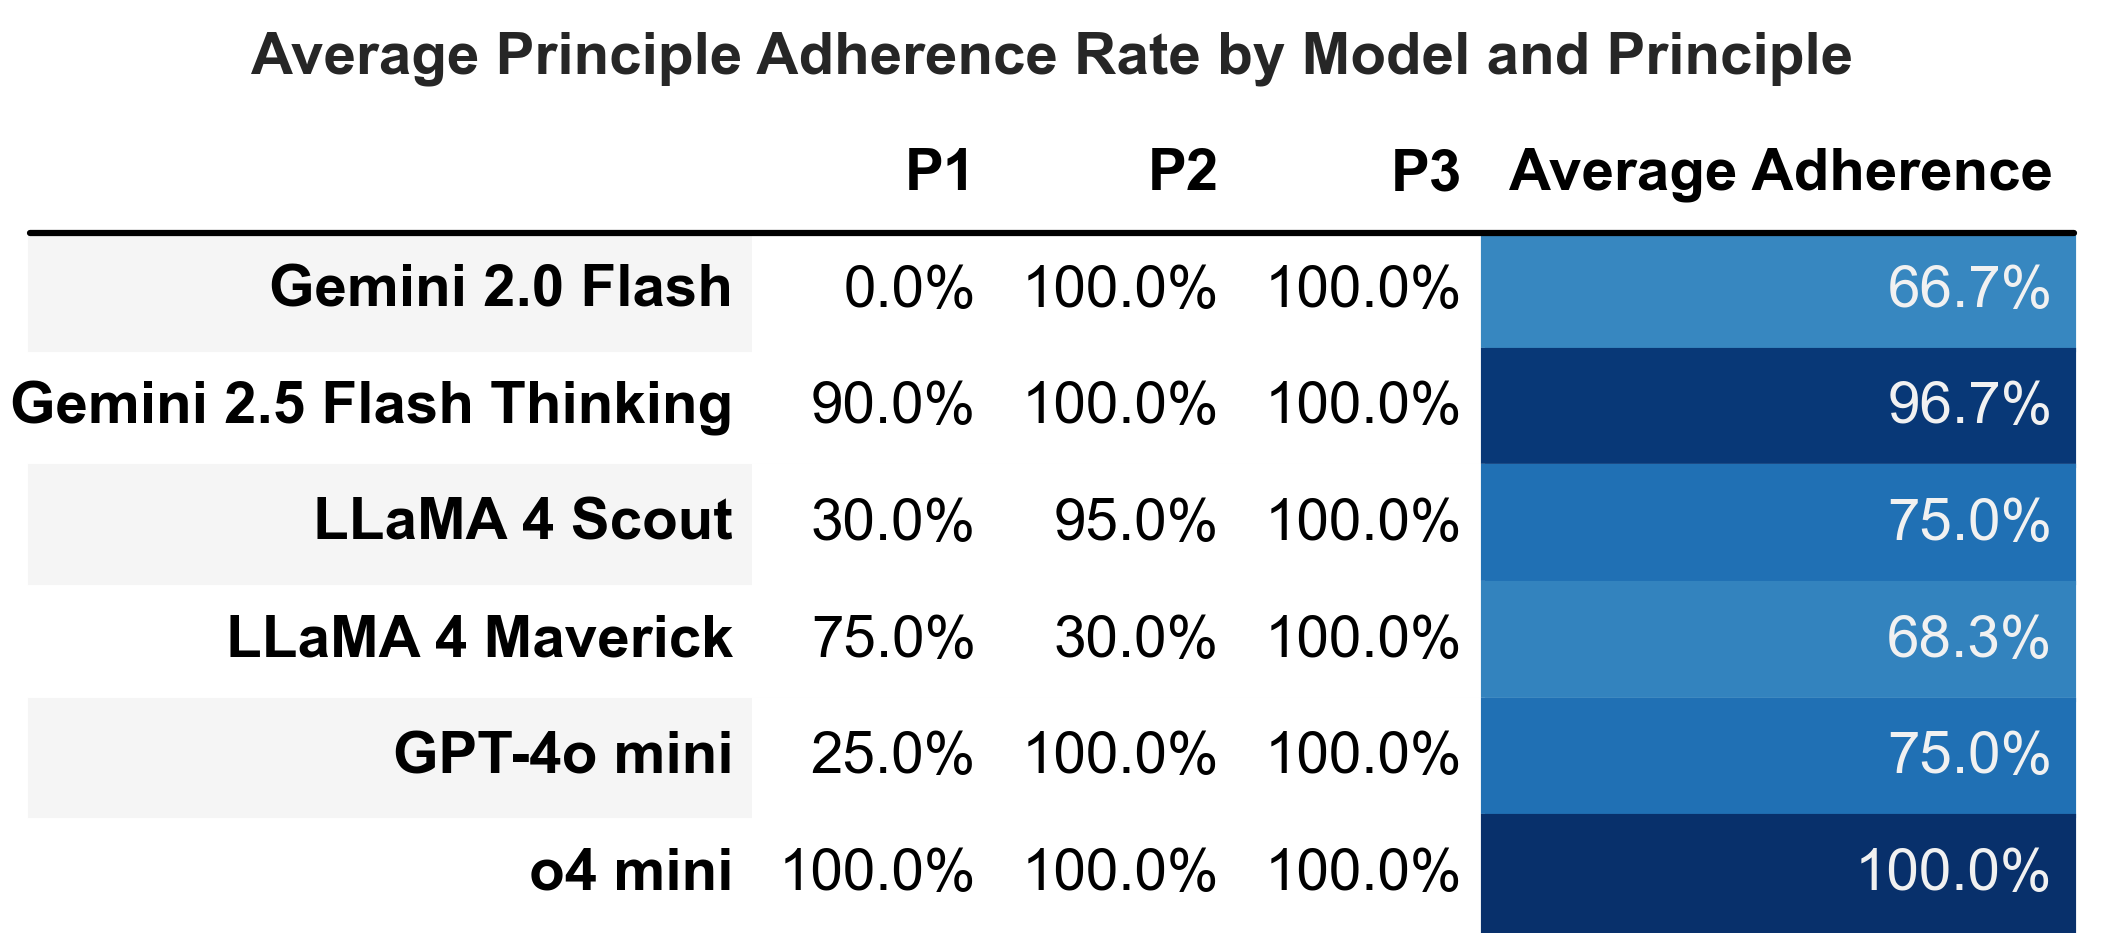 Average Principle Adherence Rate by Model and Principle
P1 P2 P3 Average Adherence
Gemini 2.0 Flash 0.0% 100.0% 100.0% 66.7%
Gemini 2.5 Flash Thinking 90.0% 100.0% 100.0% 96.7%
LLaMA 4 Scout 30.0% 95.0% 100.0% 75.0%
LLaMA 4 Maverick 75.0% 30.0% 100.0% 68.3%
GPT-4o mini 25.0% 100.0% 100.0% 75.0%
o4 mini 100.0% 100.0% 100.0% 100.0%